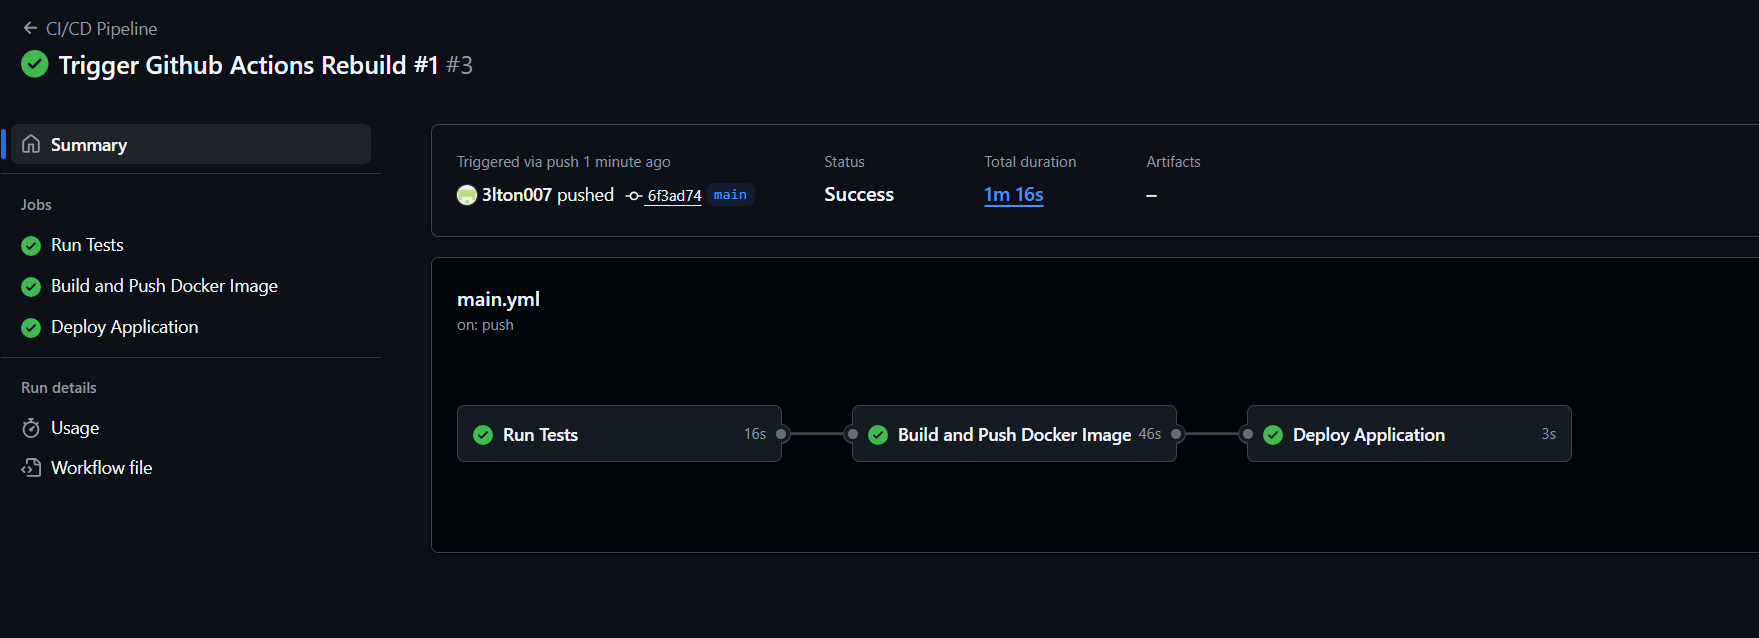 CI/CD Pipeline
Trigger Github Actions Rebuild #1 #3
Summary
Jobs
Run Tests
Build and Push Docker Image
Deploy Application
Run details
Usage
Workflow file
Triggered via push 1 minute ago
3lton007 pushed 6f3ad74 main
Status
Success
Total duration
1m 16s
Artifacts
–
main.yml
on: push
Run Tests 16s
Build and Push Docker Image 46s
Deploy Application 3s